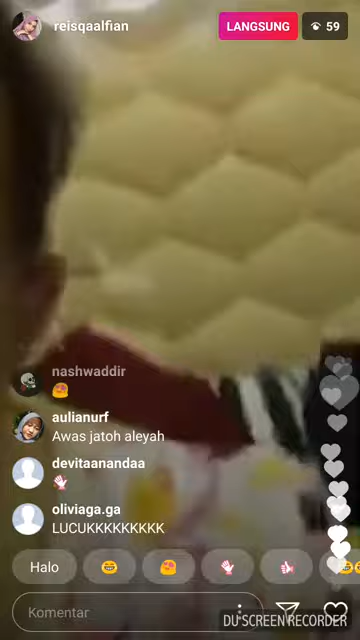 reisqaalfian
LANGSUNG
59
nashwaddir
😍
aulianurf
Awas jatoh aleyah
devitaanandaa
👋
oliviaga.ga
LUCUKKKKKKKKK
Halo
Komentar
DU SCREEN RECORDER